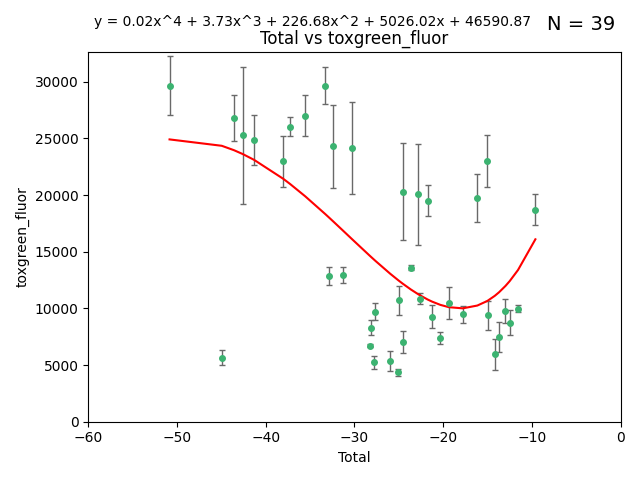 y = 0.02x^4 + 3.73x^3 + 226.68x^2 + 5026.02x + 46590.87
N = 39
Total vs toxgreen_fluor
30000
25000
20000
15000
10000
5000
0
toxgreen_fluor
−60
−50
−40
−30
−20
−10
0
Total